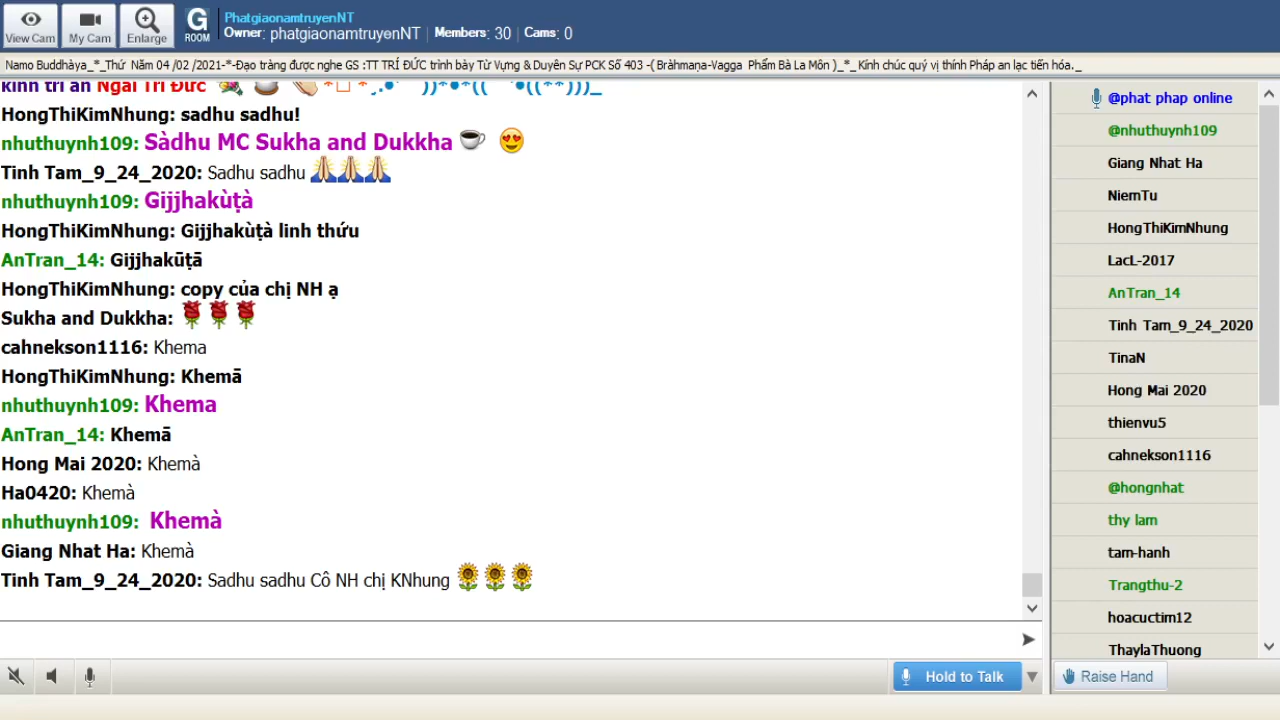 View Cam
My Cam
Enlarge
G
ROOM
PhatgiaonamtruyenNT
Owner: phatgiaonamtruyenNT | Members: 30 | Cams: 0
Namo Buddhàya_*_Thứ Năm 04 /02 /2021-*-Đạo tràng được nghe GS :TT TRÍ ĐỨC trình bày Từ Vựng & Duyên Sự PCK Số 403 -( Bràhmaṇa-Vagga Phẩm Bà La Môn )_*_ Kính chúc quý vị thính Pháp an lạc tiến hóa._
kính tri ân Ngài Trí Đức
HongThiKimNhung: sadhu sadhu!
nhuthuynh109: Sàdhu MC Sukha and Dukkha
Tinh Tam_9_24_2020: Sadhu sadhu
nhuthuynh109: Gijjhakùṭà
HongThiKimNhung: Gijjhakùṭà linh thứu
AnTran_14: Gijjhakūṭā
HongThiKimNhung: copy của chị NH ạ
Sukha and Dukkha:
cahnekson1116: Khema
HongThiKimNhung: Khemā
nhuthuynh109: Khema
AnTran_14: Khemā
Hong Mai 2020: Khemà
Ha0420: Khemà
nhuthuynh109: Khemà
Giang Nhat Ha: Khemà
Tinh Tam_9_24_2020: Sadhu sadhu Cô NH chị KNhung
@phat phap online
@nhuthuynh109
Giang Nhat Ha
NiemTu
HongThiKimNhung
LacL-2017
AnTran_14
Tinh Tam_9_24_2020
TinaN
Hong Mai 2020
thienvu5
cahnekson1116
@hongnhat
thy lam
tam-hanh
Trangthu-2
hoacuctim12
ThaylaThuong
Hold to Talk
Raise Hand